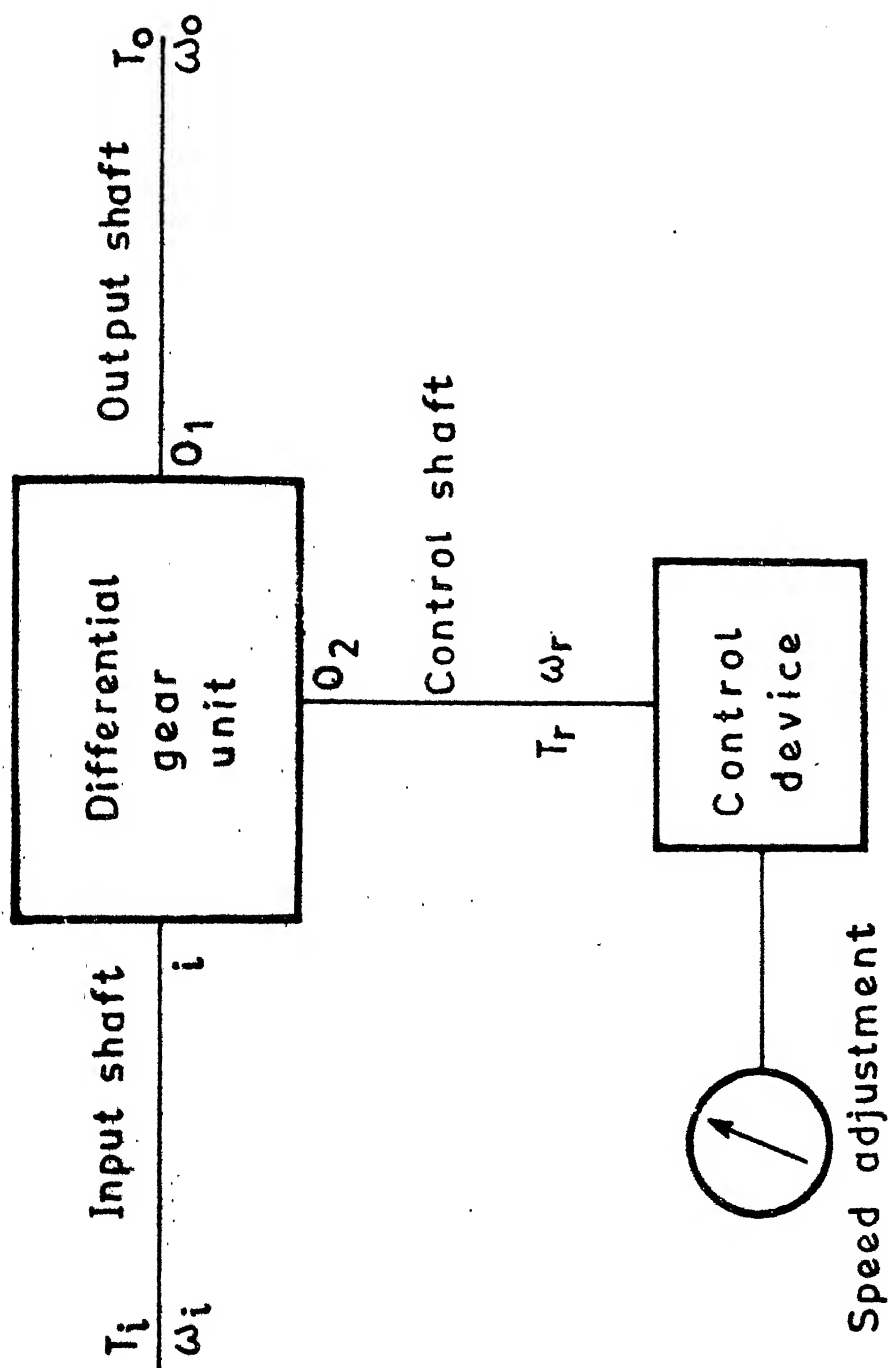 Tᵢ
ωᵢ
Input shaft
i
Differential
gear
unit
O₁
Output shaft
Tₒ
ωₒ
O₂
Control shaft
Tᵣ
ωᵣ
Control
device
Speed adjustment